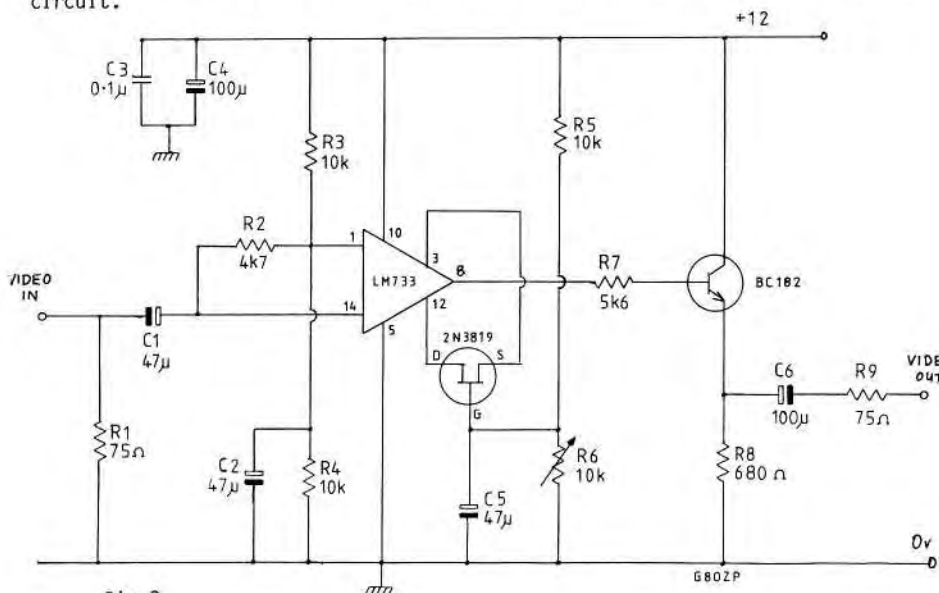 circuit.
+12
C3
0·1µ
C4
100µ
R3
10k
R5
10k
R2
4k7
1
10
3
LM733
8
14
12
5
R7
5k6
BC182
VIDEO
IN
C1
47µ
2N3819
D
S
G
C6
100µ
R9
75Ω
VIDE
OUT
R1
75Ω
C2
47µ
R4
10k
C5
47µ
R6
10k
R8
680 Ω
0v
G8OZP